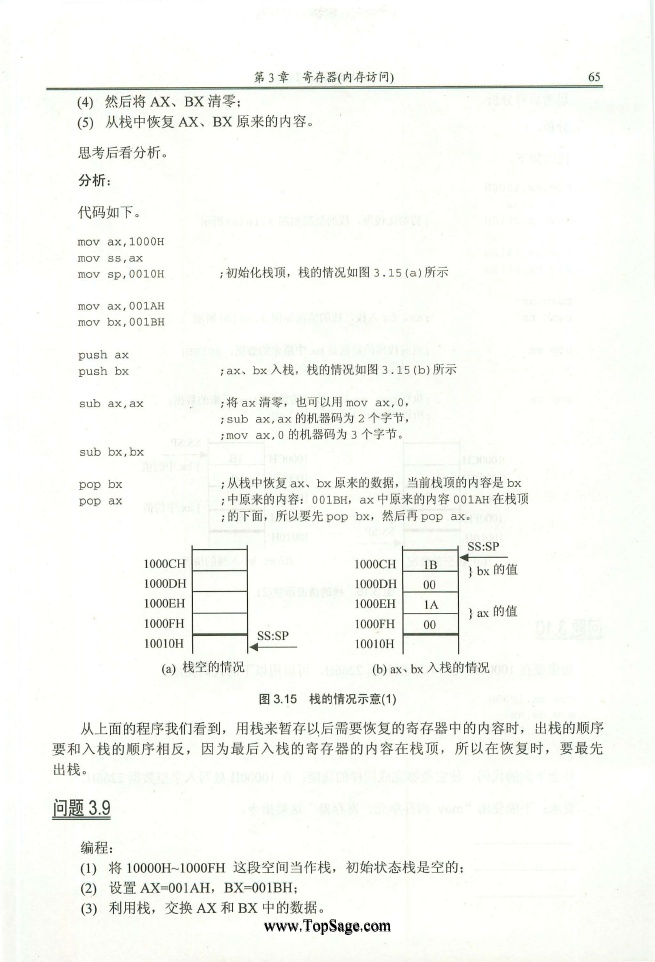 第 3 章 寄存器(内存访问) 65
(4) 然后将 AX、BX 清零;
(5) 从栈中恢复 AX、BX 原来的内容。
思考后看分析。
分析:
代码如下。
mov ax,1000H
mov ss,ax
mov sp,0010H ;初始化栈顶,栈的情况如图 3.15(a)所示
mov ax,001AH
mov bx,001BH
push ax
push bx ;ax、bx 入栈,栈的情况如图 3.15(b)所示
sub ax,ax ;将 ax 清零,也可以用 mov ax,0,
;sub ax,ax 的机器码为 2 个字节,
;mov ax,0 的机器码为 3 个字节。
sub bx,bx
pop bx ;从栈中恢复 ax、bx 原来的数据,当前栈顶的内容是 bx
pop ax ;中原来的内容:001BH,ax 中原来的内容 001AH 在栈顶
;的下面,所以要先 pop bx,然后再 pop ax。
1000CH
1000DH
1000EH
1000FH
10010H SS:SP
(a) 栈空的情况
SS:SP
1000CH 1B
1000DH 00 } bx 的值
1000EH 1A
1000FH 00 } ax 的值
10010H
(b) ax、bx 入栈的情况
图 3.15 栈的情况示意(1)
从上面的程序我们看到,用栈来暂存以后需要恢复的寄存器中的内容时,出栈的顺序
要和入栈的顺序相反,因为最后入栈的寄存器的内容在栈顶,所以在恢复时,要最先
出栈。
问题 3.9
编程:
(1) 将 10000H~1000FH 这段空间当作栈,初始状态栈是空的;
(2) 设置 AX=001AH,BX=001BH;
(3) 利用栈,交换 AX 和 BX 中的数据。
www.TopSage.com